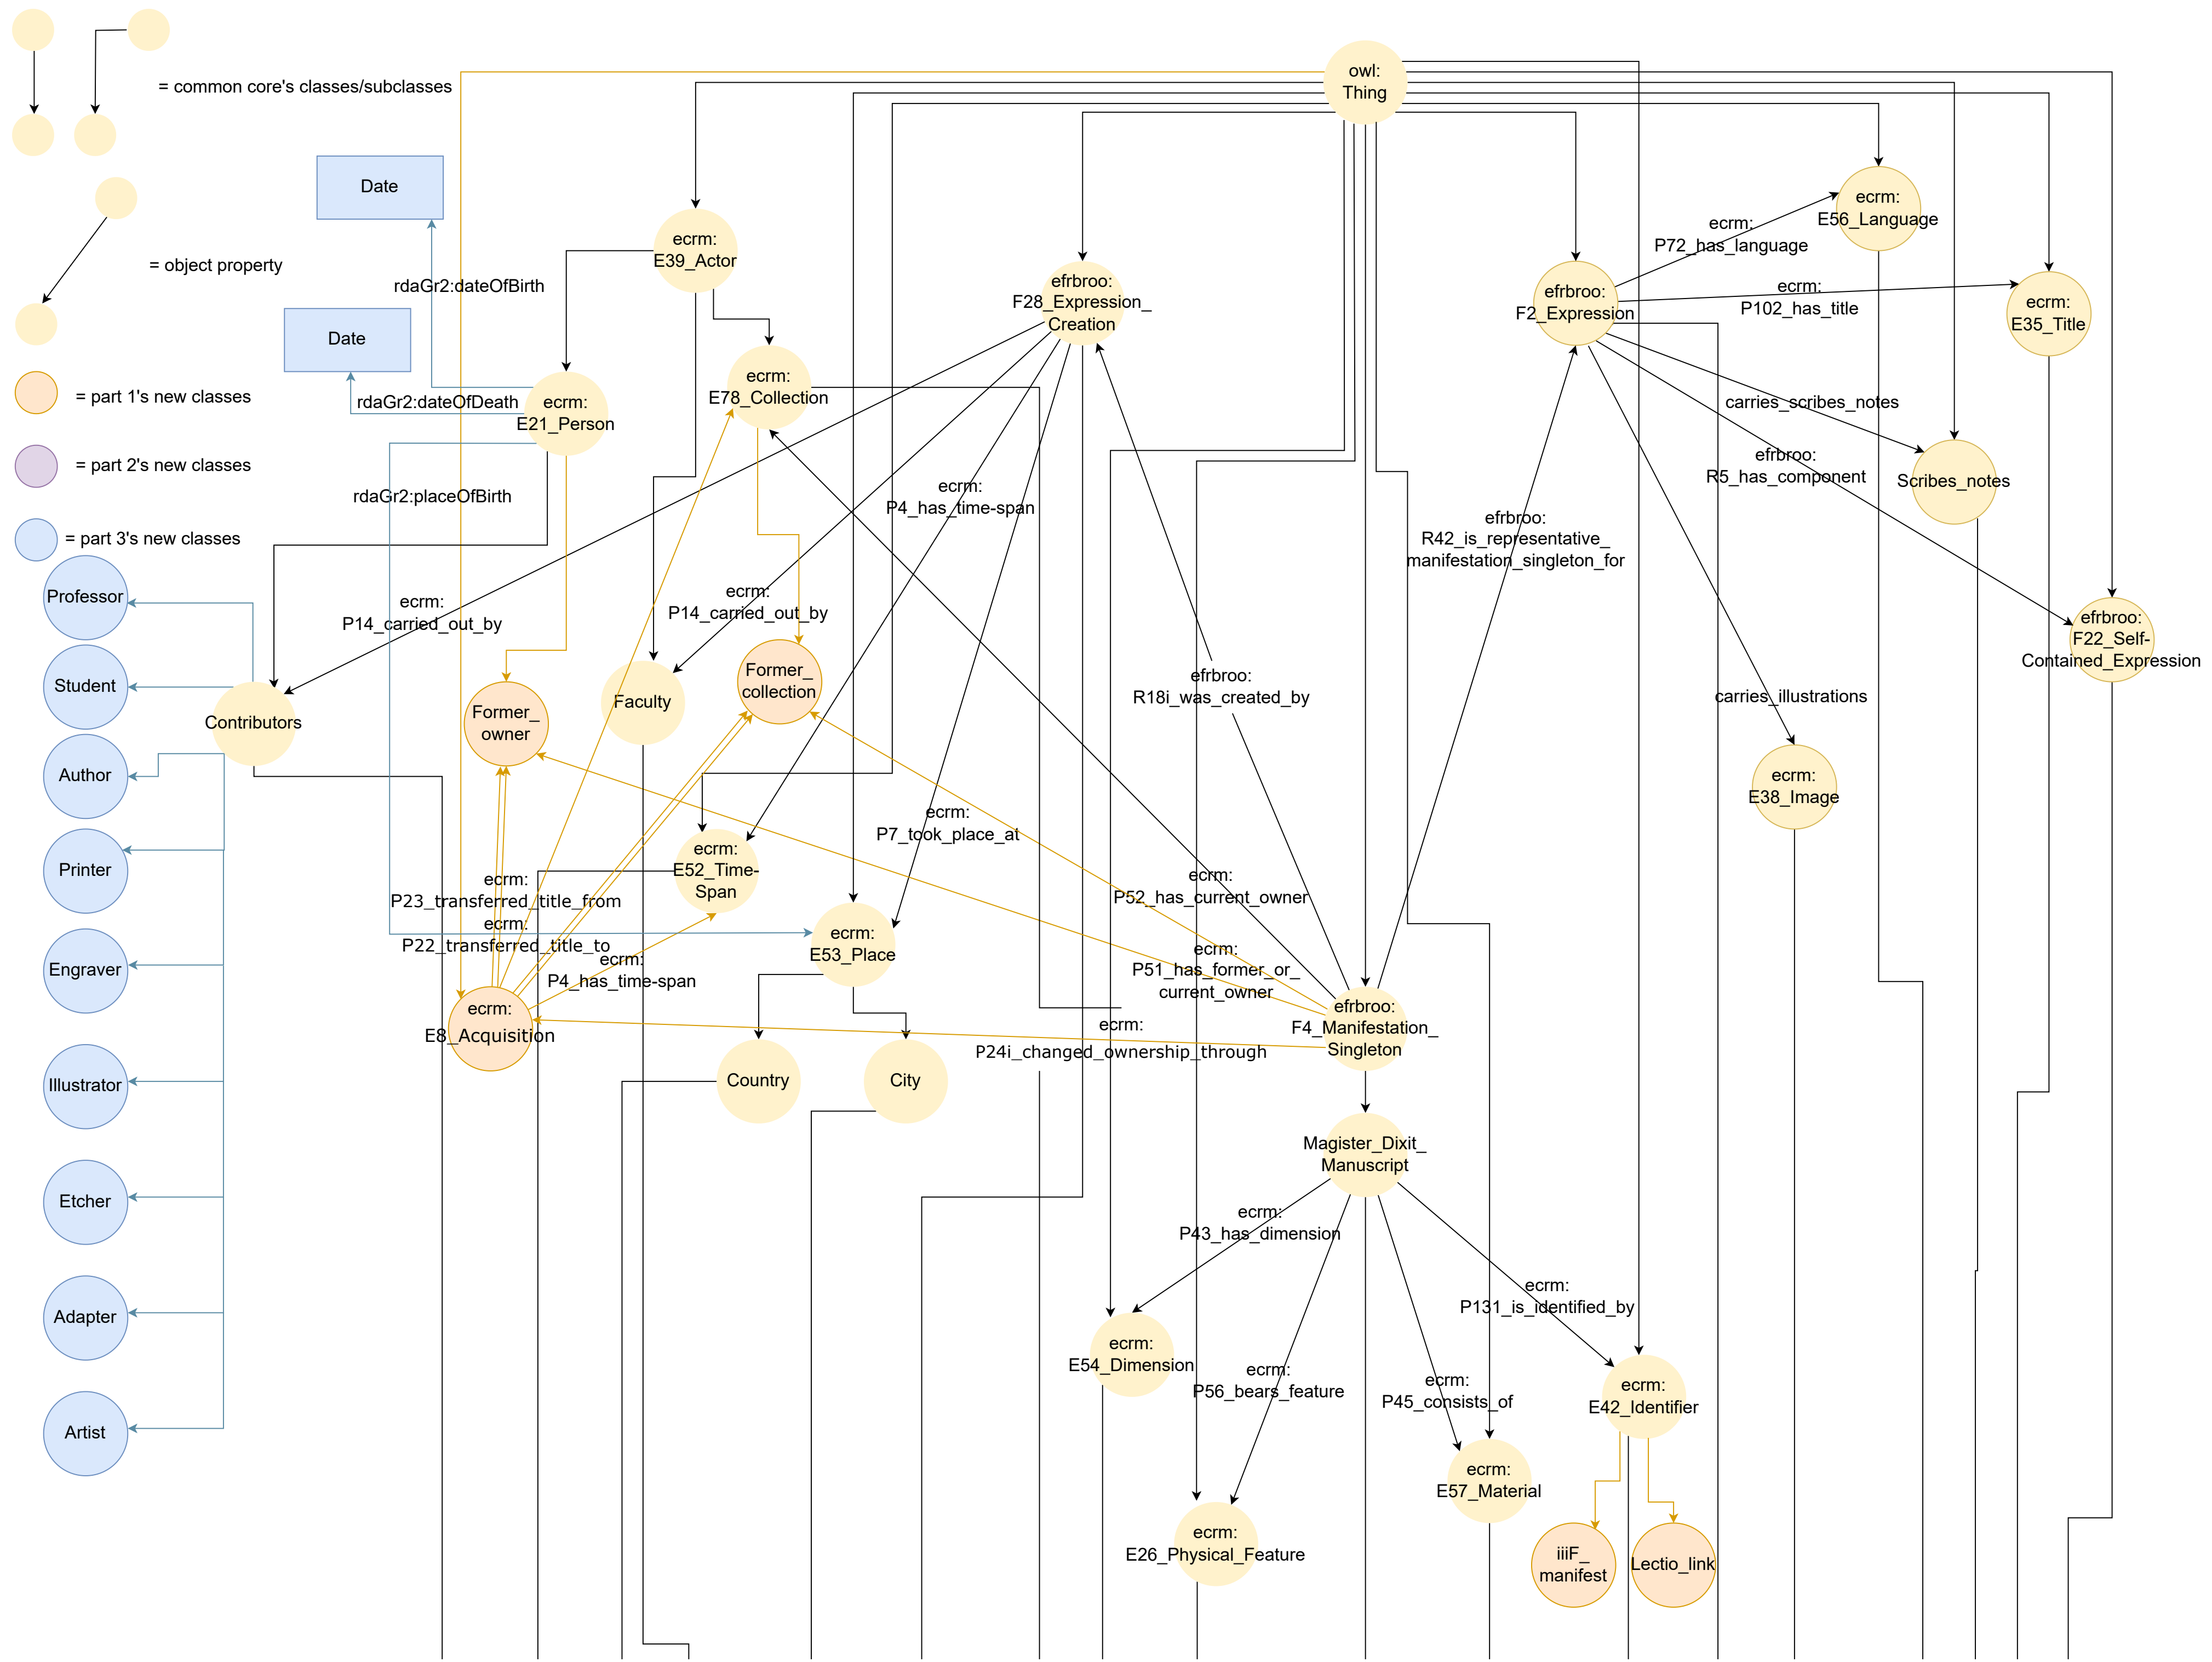 owl:
Thing
= common core's classes/subclasses
Date
ecrm:
E56_Language
ecrm:
P72_has_language
ecrm:
E39_Actor
= object property
rdaGr2:dateOfBirth
efrbroo:
F28_Expression_
Creation
efrbroo:
F2_Expression
ecrm:
P102_has_title
ecrm:
E35_Title
Date
ecrm:
E78_Collection
= part 1's new classes
rdaGr2:dateOfDeath
ecrm:
E21_Person
carries_scribes_notes
= part 2's new classes
rdaGr2:placeOfBirth
ecrm:
P4_has_time-span
efrbroo:
R5_has_component
Scribes_notes
= part 3's new classes
efrbroo:
R42_is_representative_
manifestation_singleton_for
Professor
ecrm:
P14_carried_out_by
ecrm:
P14_carried_out_by
efrbroo:
F22_Self-
Contained_Expression
Student
Contributors
Former_
owner
Faculty
Former_
collection
efrbroo:
R18i_was_created_by
carries_illustrations
Author
ecrm:
E38_Image
ecrm:
P7_took_place_at
Printer
ecrm:
E52_Time-
Span
ecrm:
P23_transferred_title_from
ecrm:
P52_has_current_owner
ecrm:
P22_transferred_title_to
ecrm:
E53_Place
Engraver
ecrm:
P4_has_time-span
ecrm:
P51_has_former_or_
current_owner
ecrm:
E8_Acquisition
ecrm:
P24i_changed_ownership_through
efrbroo:
F4_Manifestation_
Singleton
Illustrator
Country
City
Magister_Dixit_
Manuscript
Etcher
ecrm:
P43_has_dimension
ecrm:
P131_is_identified_by
Adapter
ecrm:
E54_Dimension
ecrm:
P56_bears_feature
ecrm:
P45_consists_of
ecrm:
E42_Identifier
Artist
ecrm:
E57_Material
ecrm:
E26_Physical_Feature
iiiF_
manifest
Lectio_link